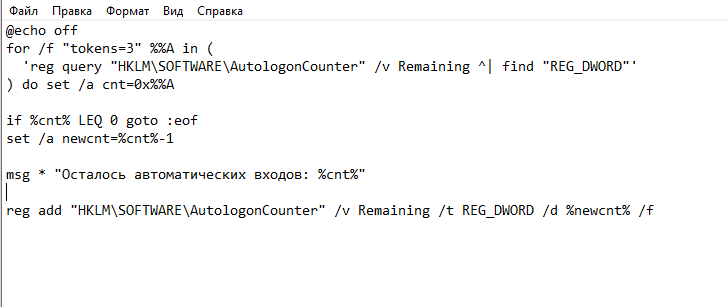 Файл Правка Формат Вид Справка
@echo off
for /f "tokens=3" %%A in (
  'reg query "HKLM\SOFTWARE\AutologonCounter" /v Remaining ^| find "REG_DWORD"'
) do set /a cnt=0x%%A
if %cnt% LEQ 0 goto :eof
set /a newcnt=%cnt%-1
msg * "Осталось автоматических входов: %cnt%"
reg add "HKLM\SOFTWARE\AutologonCounter" /v Remaining /t REG_DWORD /d %newcnt% /f